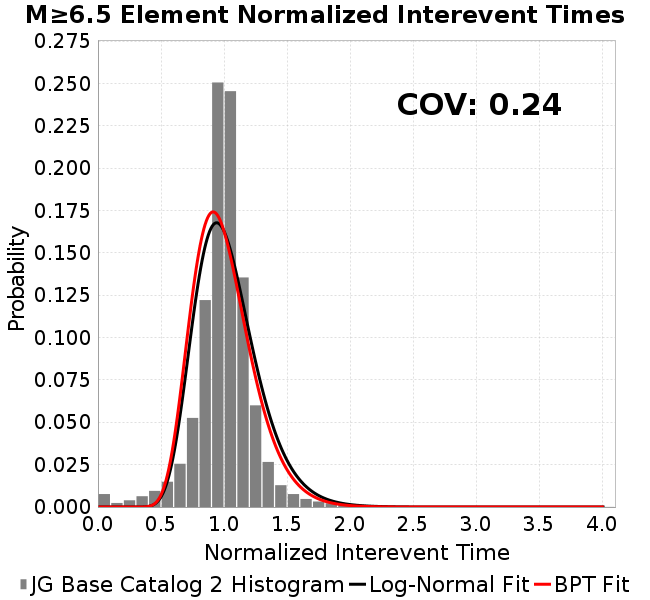 M≥6.5 Element Normalized Interevent Times
COV: 0.24
Probability
0.275
0.250
0.225
0.200
0.175
0.150
0.125
0.100
0.075
0.050
0.025
0.000
0.0 0.5 1.0 1.5 2.0 2.5 3.0 3.5 4.0
Normalized Interevent Time
JG Base Catalog 2 Histogram Log-Normal Fit BPT Fit